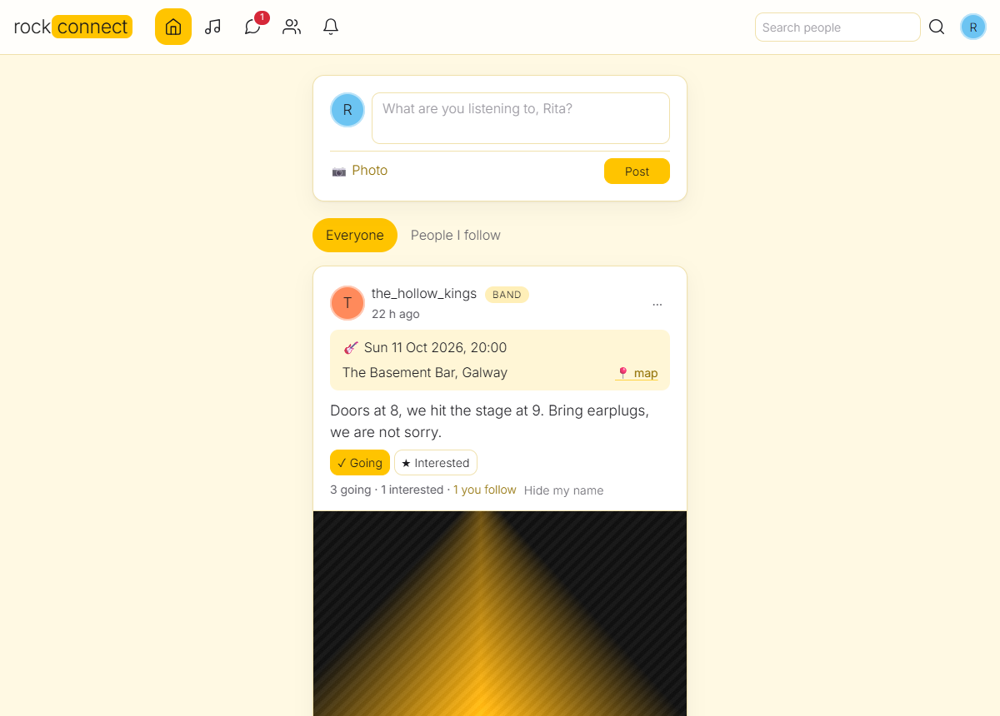 rock connect
1
Search people
R
R
What are you listening to, Rita?
Photo
Post
Everyone
People I follow
T
the_hollow_kings BAND
22 h ago
...
Sun 11 Oct 2026, 20:00
The Basement Bar, Galway
map
Doors at 8, we hit the stage at 9. Bring earplugs,
we are not sorry.
✓ Going
★ Interested
3 going · 1 interested · 1 you follow Hide my name